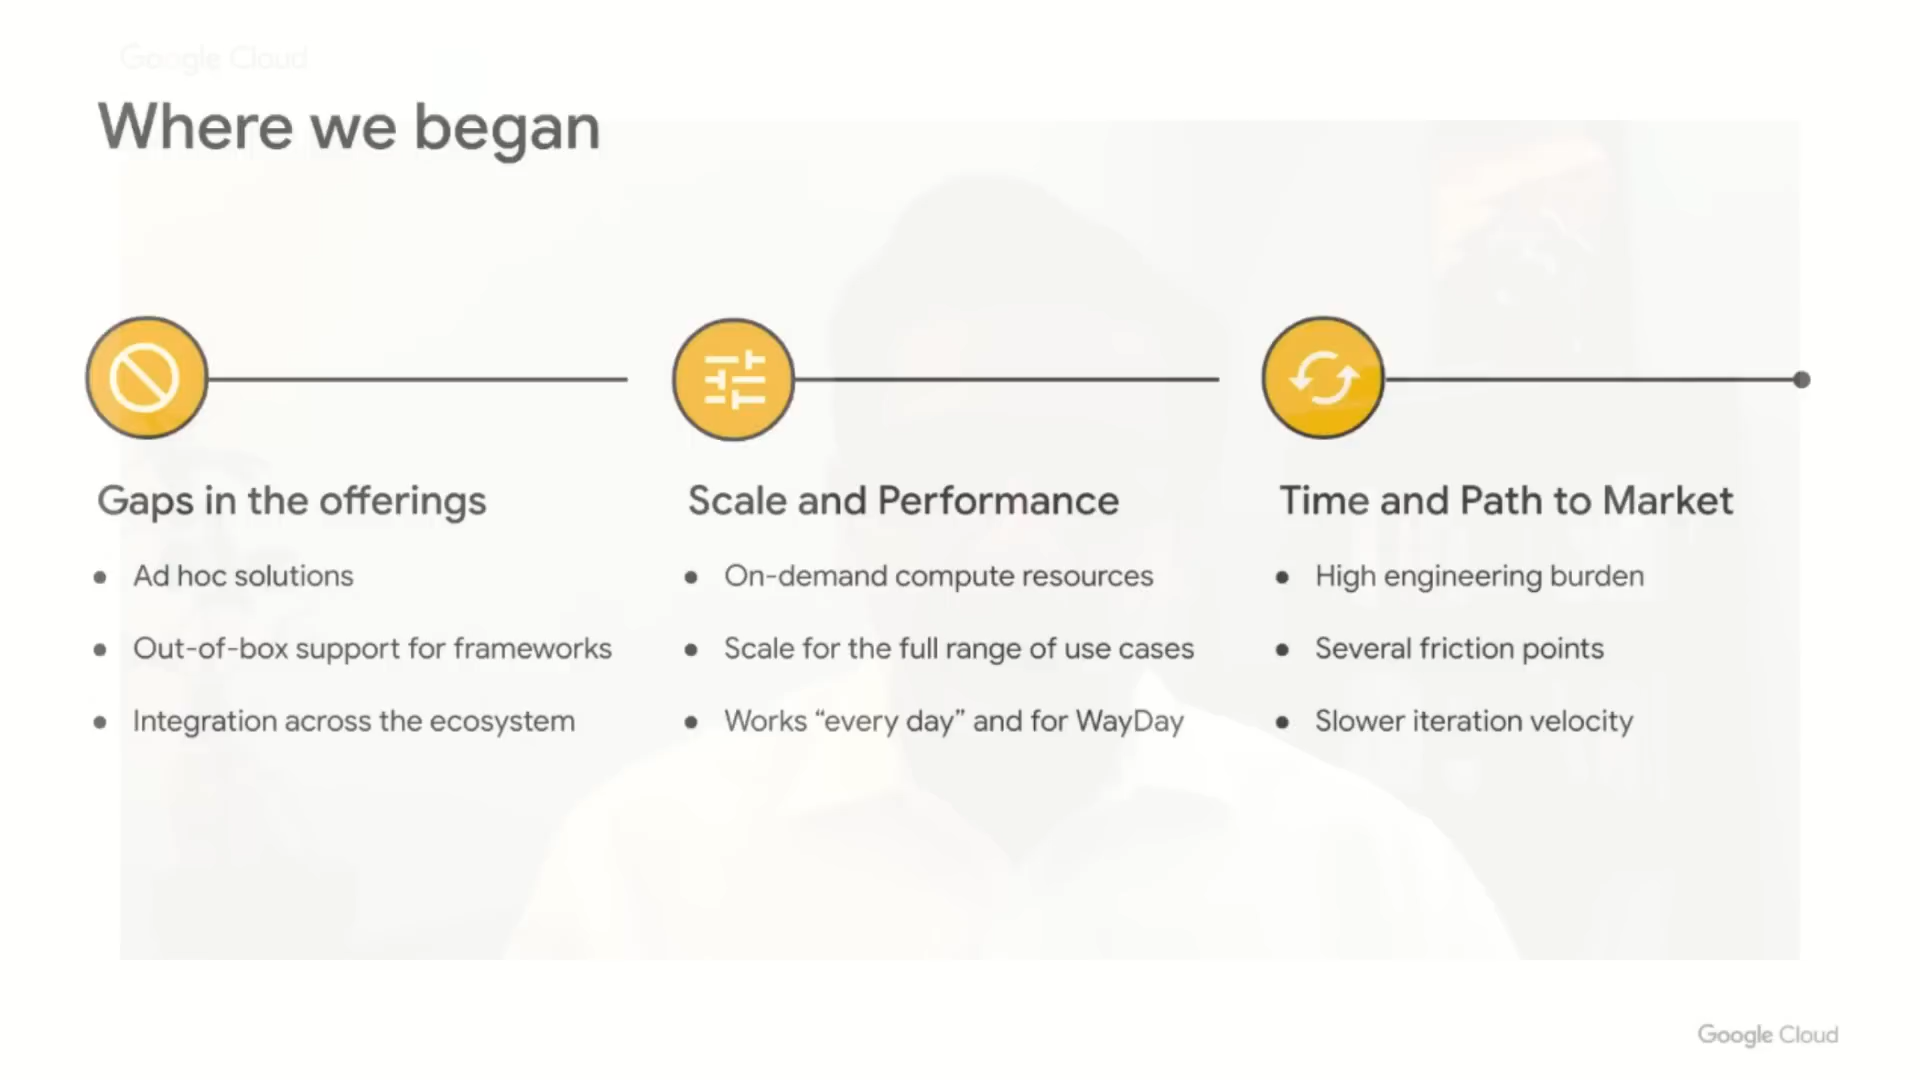 Google Cloud
Where we began
Gaps in the offerings
● Ad hoc solutions
● Out-of-box support for frameworks
● Integration across the ecosystem
Scale and Performance
● On-demand compute resources
● Scale for the full range of use cases
● Works “every day” and for WayDay
Time and Path to Market
● High engineering burden
● Several friction points
● Slower iteration velocity
Google Cloud